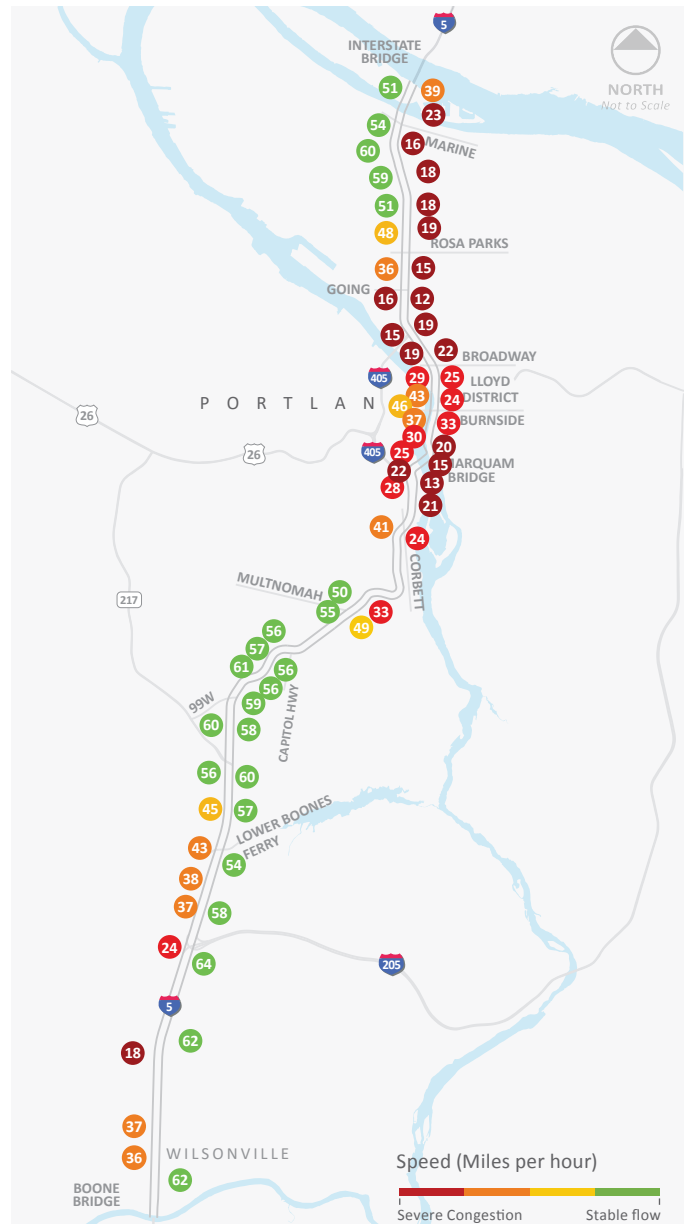 5
INTERSTATE
BRIDGE
NORTH
Not to Scale
51
39
23
54
MARINE
16
60
18
59
51
18
19
48
ROSA PARKS
36
15
GOING
16
12
19
15
19
22
BROADWAY
405
29
25
LLOYD
DISTRICT
43
24
PORTLAN
46
26
37
33
BURNSIDE
30
20
405
25
26
15
ARQUAM
BRIDGE
22
13
28
21
41
24
CORBETT
MULTNOMAH
50
217
55
33
49
56
57
61
56
56
99W
59
CAPITOL HWY
60
58
56
60
45
57
LOWER BOONES
FERRY
43
54
38
37
58
24
64
205
5
62
18
37
36
WILSONVILLE
62
BOONE
BRIDGE
Speed (Miles per hour)
Severe Congestion
Stable flow